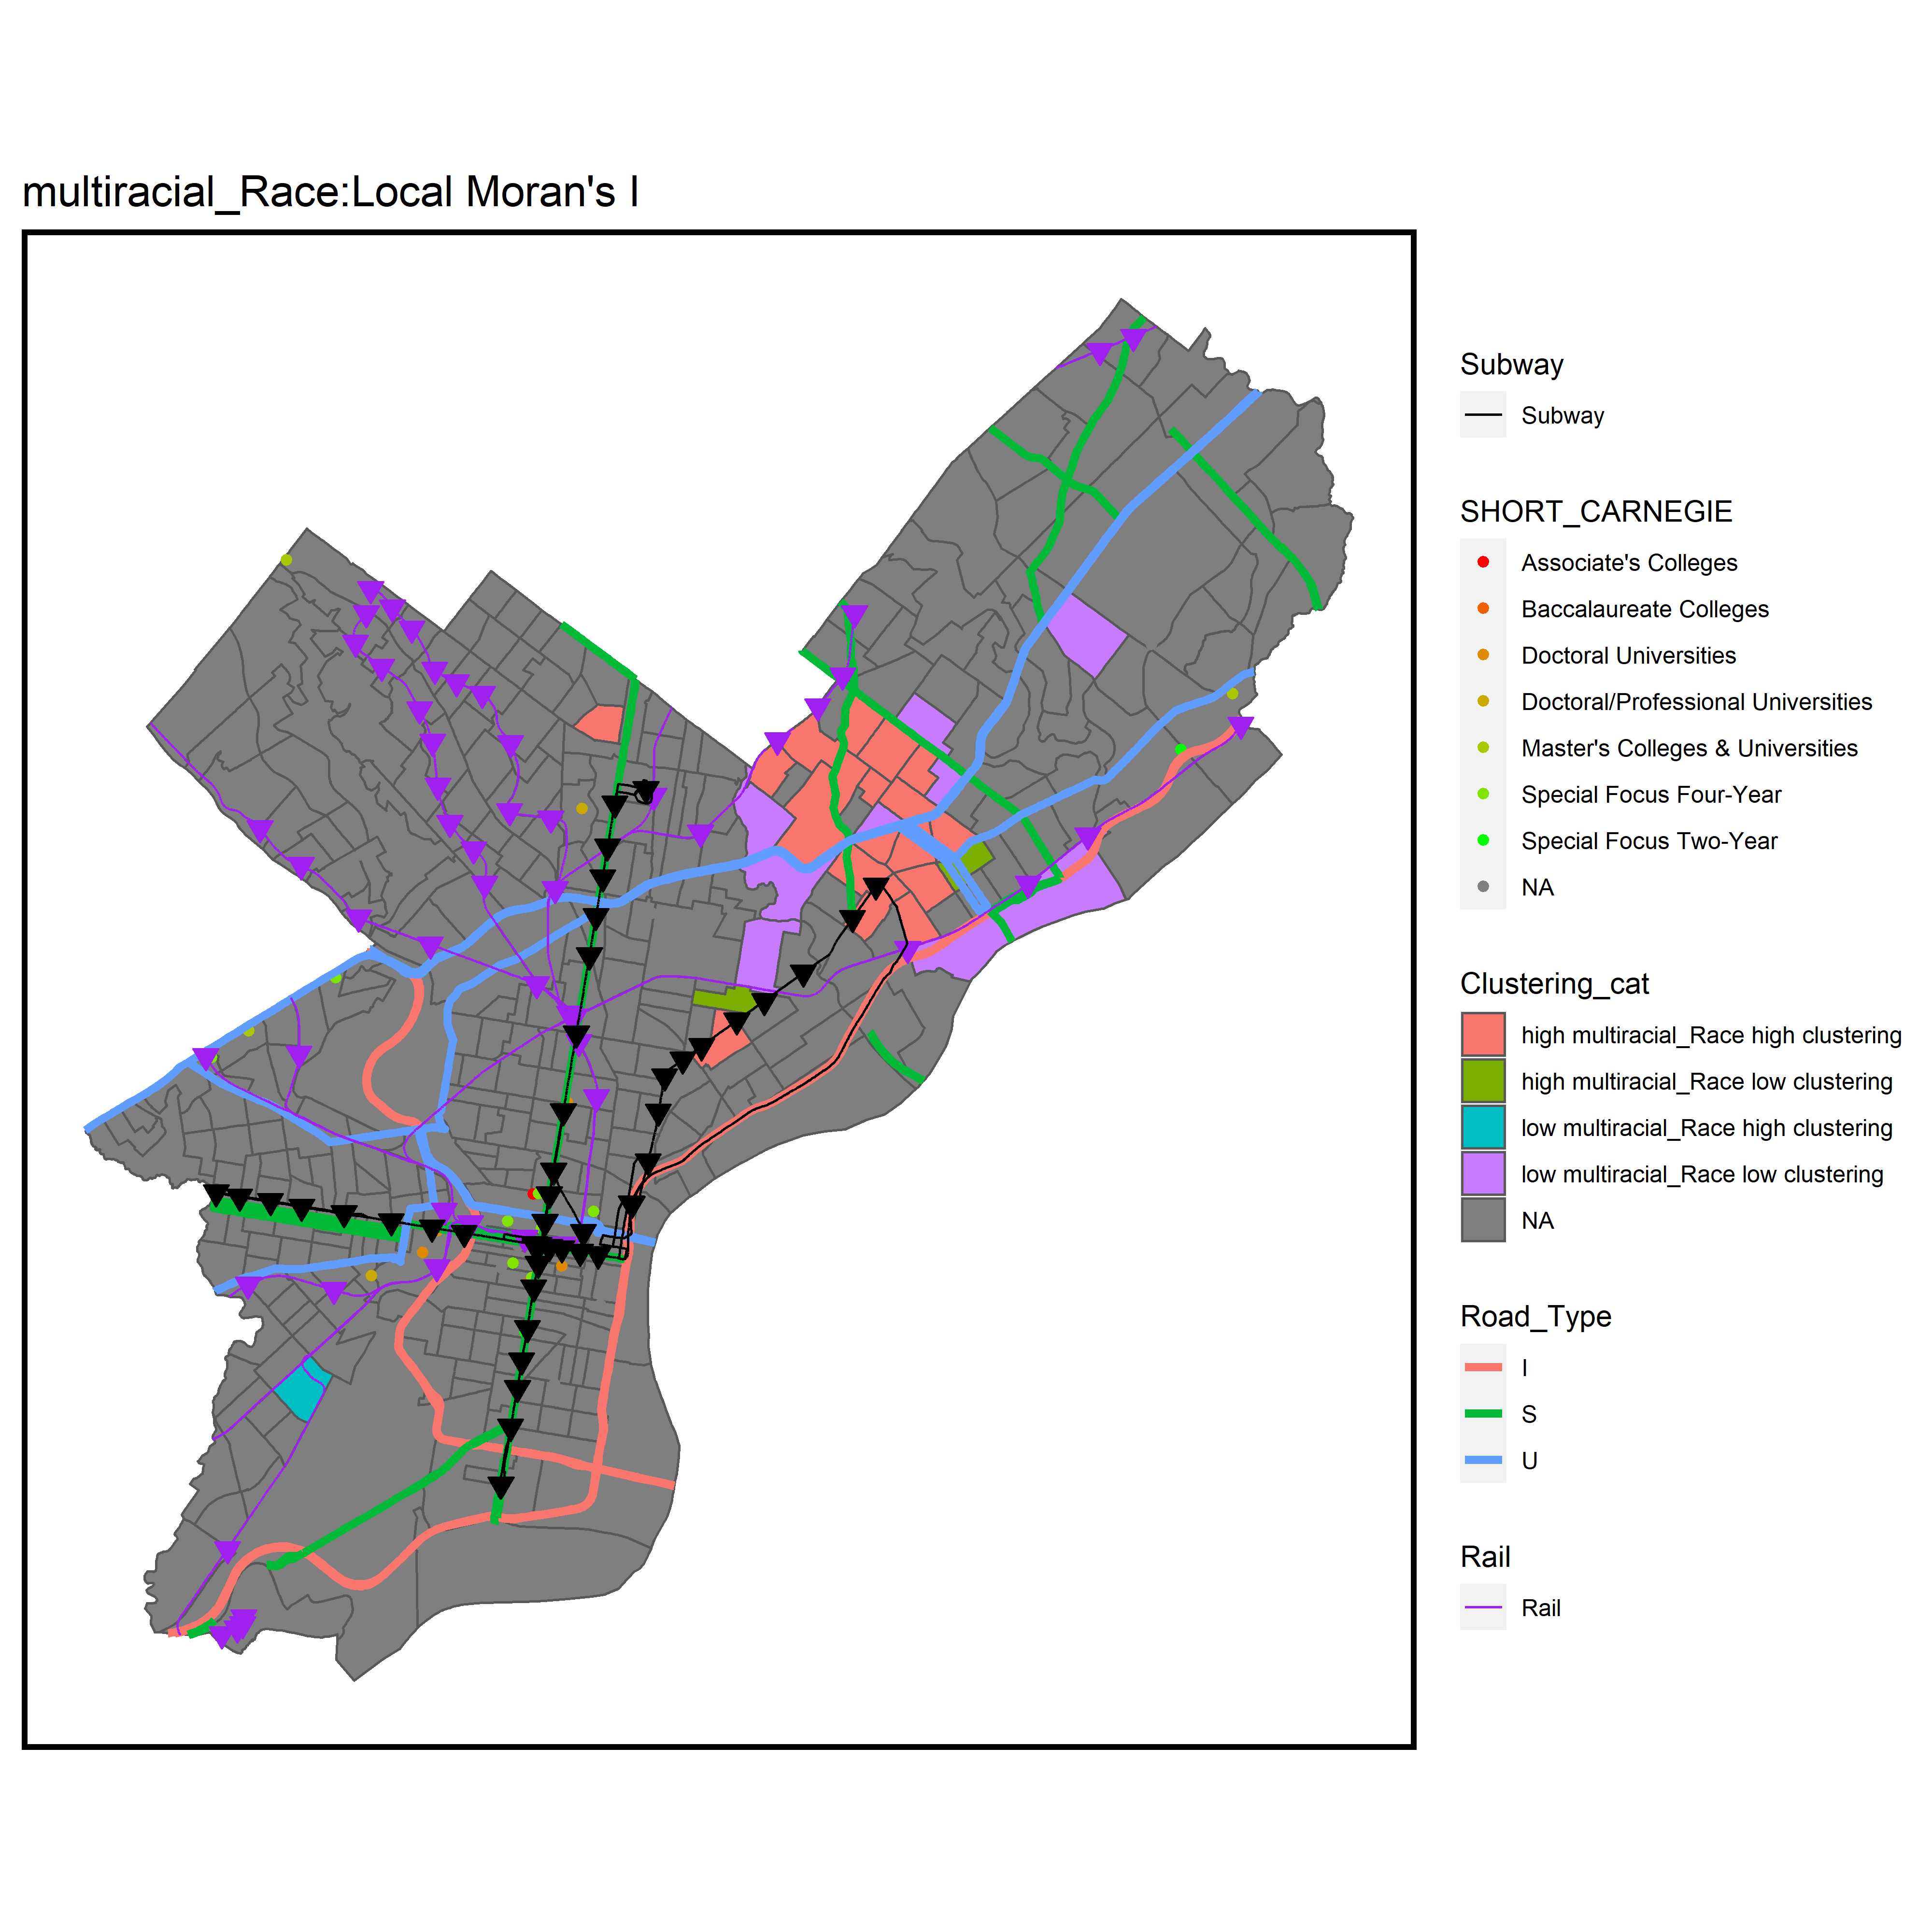 multiracial_Race:Local Moran's I
Subway
Subway
SHORT_CARNEGIE
Associate's Colleges
Baccalaureate Colleges
Doctoral Universities
Doctoral/Professional Universities
Master's Colleges & Universities
Special Focus Four-Year
Special Focus Two-Year
NA
Clustering_cat
high multiracial_Race high clustering
high multiracial_Race low clustering
low multiracial_Race high clustering
low multiracial_Race low clustering
NA
Road_Type
I
S
U
Rail
Rail